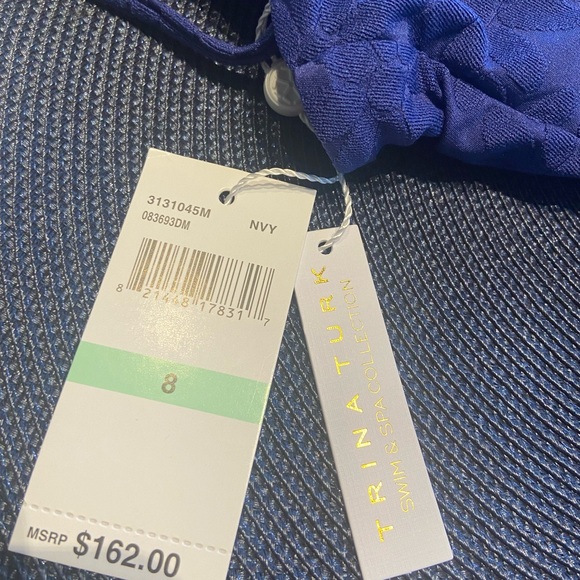 3131045M
083693DM NVY
8 21448 17831 7
8
MSRP $162.00
TRINA TURK
SWIM & SPA COLLECTION